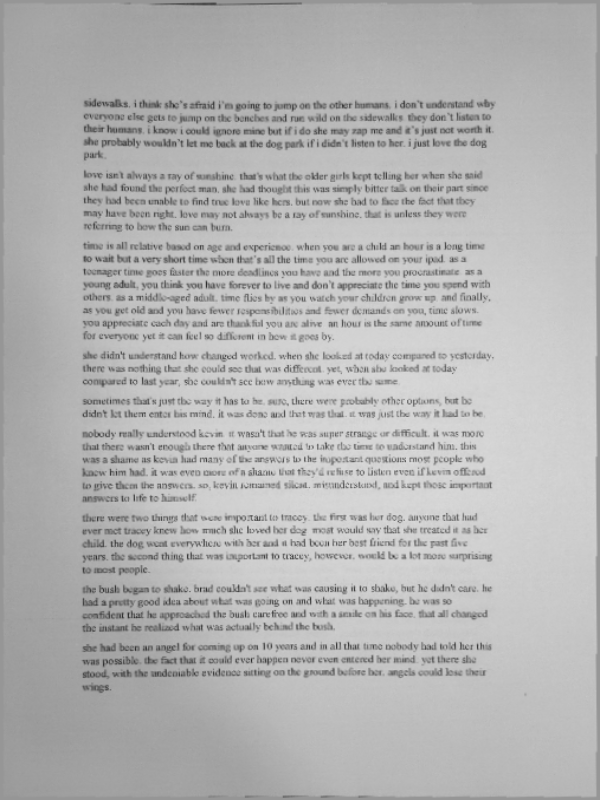 sidewalks. i think she's afraid i'm going to jump on the other humans. i don't understand why
everyone else gets to jump on the benches and run wild on the sidewalks. they don't listen to
their humans. i know i could ignore mine but if i do she may zap me and it's just not worth it.
she probably wouldn't let me back at the dog park if i didn't listen to her. i just love the dog
park.
love isn't always a ray of sunshine. that's what the older girls kept telling her when she said
she had found the perfect man. she had thought this was simply bitter talk on their part since
they had been unable to find true love like hers. but now she had to face the fact that they
may have been right. love may not always be a ray of sunshine. that is unless they were
referring to how the sun can burn.
time is all relative based on age and experience. when you are a child an hour is a long time
to wait but a very short time when that's all the time you are allowed on your ipad. as a
teenager time goes faster the more deadlines you have and the more you procrastinate. as a
young adult, you think you have forever to live and don't appreciate the time you spend with
others. as a middle-aged adult, time flies by as you watch your children grow up. and finally,
as you get old and you have fewer responsibilities and fewer demands on you, time slows.
you appreciate each day and are thankful you are alive. an hour is the same amount of time
for everyone yet it can feel so different in how it goes by.
she didn't understand how changed worked. when she looked at today compared to yesterday,
there was nothing that she could see that was different. yet, when she looked at today
compared to last year, she couldn't see how anything was ever the same.
sometimes that's just the way it has to be. sure, there were probably other options, but he
didn't let them enter his mind. it was done and that was that. it was just the way it had to be.
nobody really understood kevin. it wasn't that he was super strange or difficult. it was more
that there wasn't enough there that anyone wanted to take the time to understand him. this
was a shame as kevin had many of the answers to the important questions most people who
knew him had. it was even more of a shame that they'd refuse to listen even if kevin offered
to give them the answers. so, kevin remained silent, misunderstood, and kept those important
answers to life to himself.
there were two things that were important to tracey. the first was her dog. anyone that had
ever met tracey knew how much she loved her dog. most would say that she treated it as her
child. the dog went everywhere with her and it had been her best friend for the past five
years. the second thing that was important to tracey, however, would be a lot more surprising
to most people.
the bush began to shake. brad couldn't see what was causing it to shake, but he didn't care. he
had a pretty good idea about what was going on and what was happening. he was so
confident that he approached the bush carefree and with a smile on his face. that all changed
the instant he realized what was actually behind the bush.
she had been an angel for coming up on 10 years and in all that time nobody had told her this
was possible. the fact that it could ever happen never even entered her mind. yet there she
stood, with the undeniable evidence sitting on the ground before her. angels could lose their
wings.